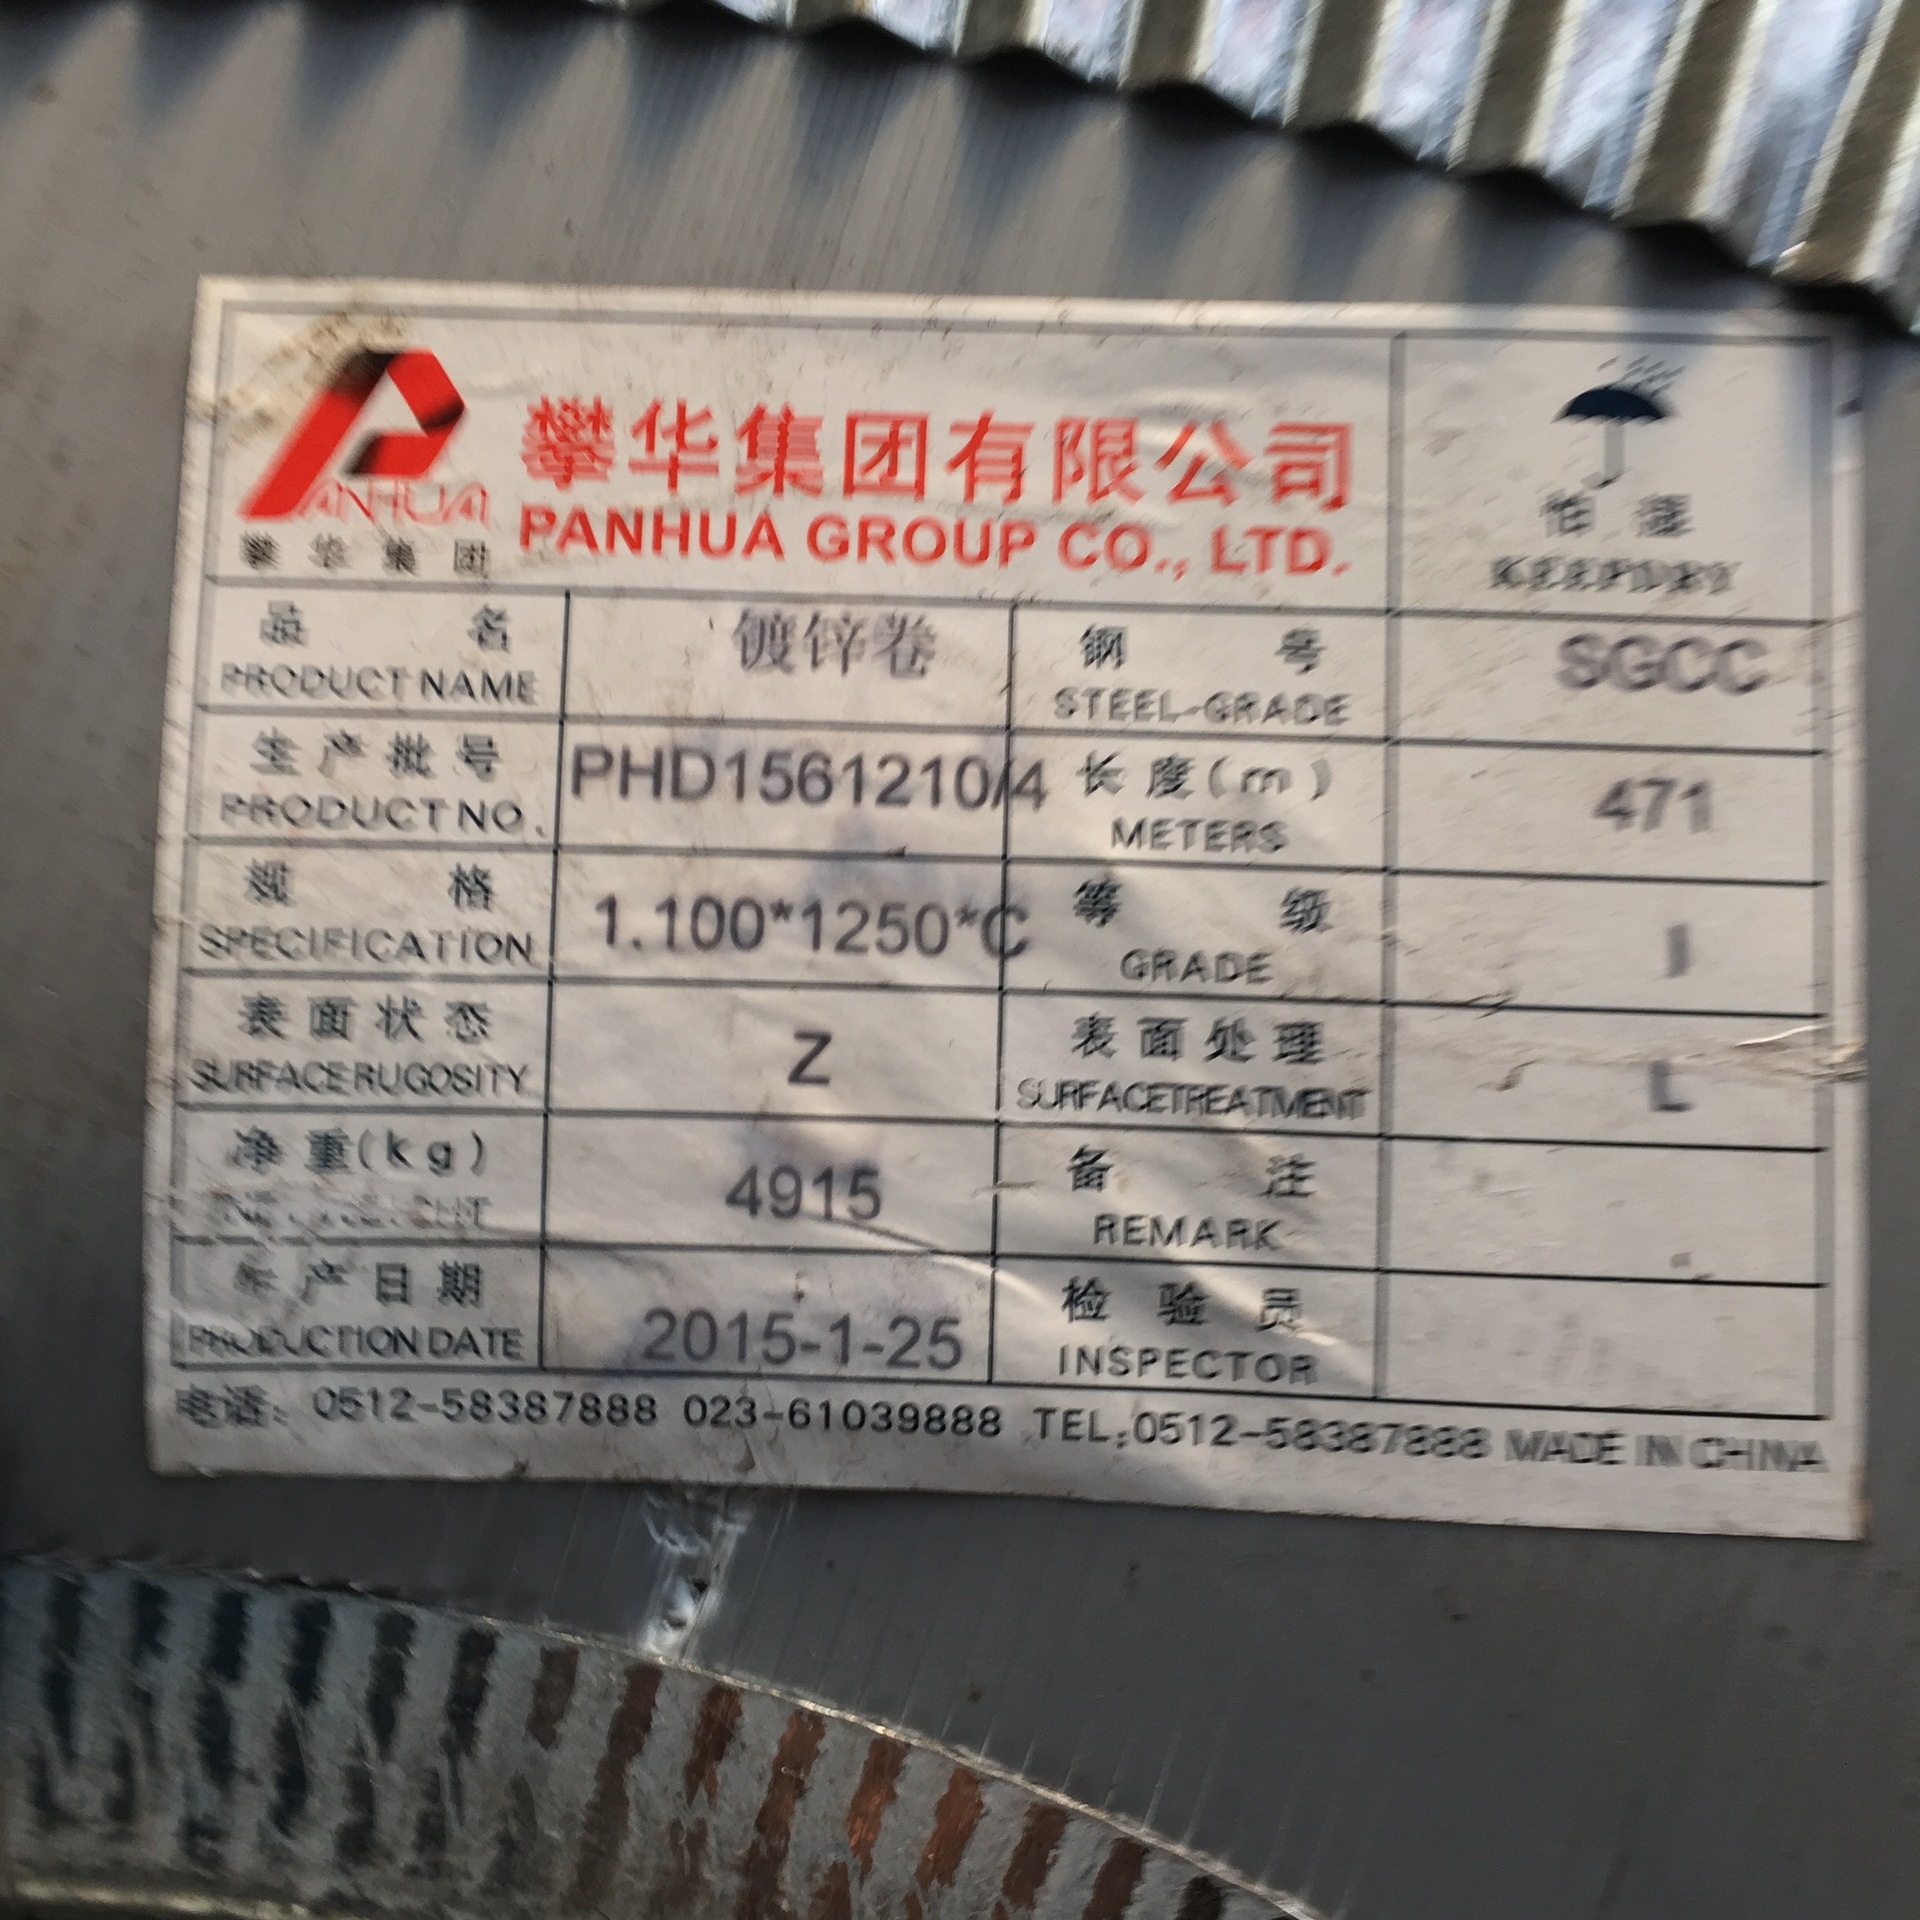 PANHUA
攀华集团
攀华集团有限公司
PANHUA GROUP CO., LTD.
怕湿
KEEPDRY
品名 镀锌卷 钢号 SGCC
PRODUCT NAME STEEL-GRADE
生产批号 PHD1561210/4 长度(m) 471
PRODUCT NO. METERS
规格 1.100*1250*C 等级 I
SPECIFICATION GRADE
表面状态 Z 表面处理 L
SURFACE RUGOSITY SURFACETREATMENT
净重(kg) 4915 备注
REMARK
生产日期 2015-1-25 检验员
PRODUCTION DATE INSPECTOR
电话: 0512-58387888 023-61039888 TEL:0512-58387888 MADE IN CHINA